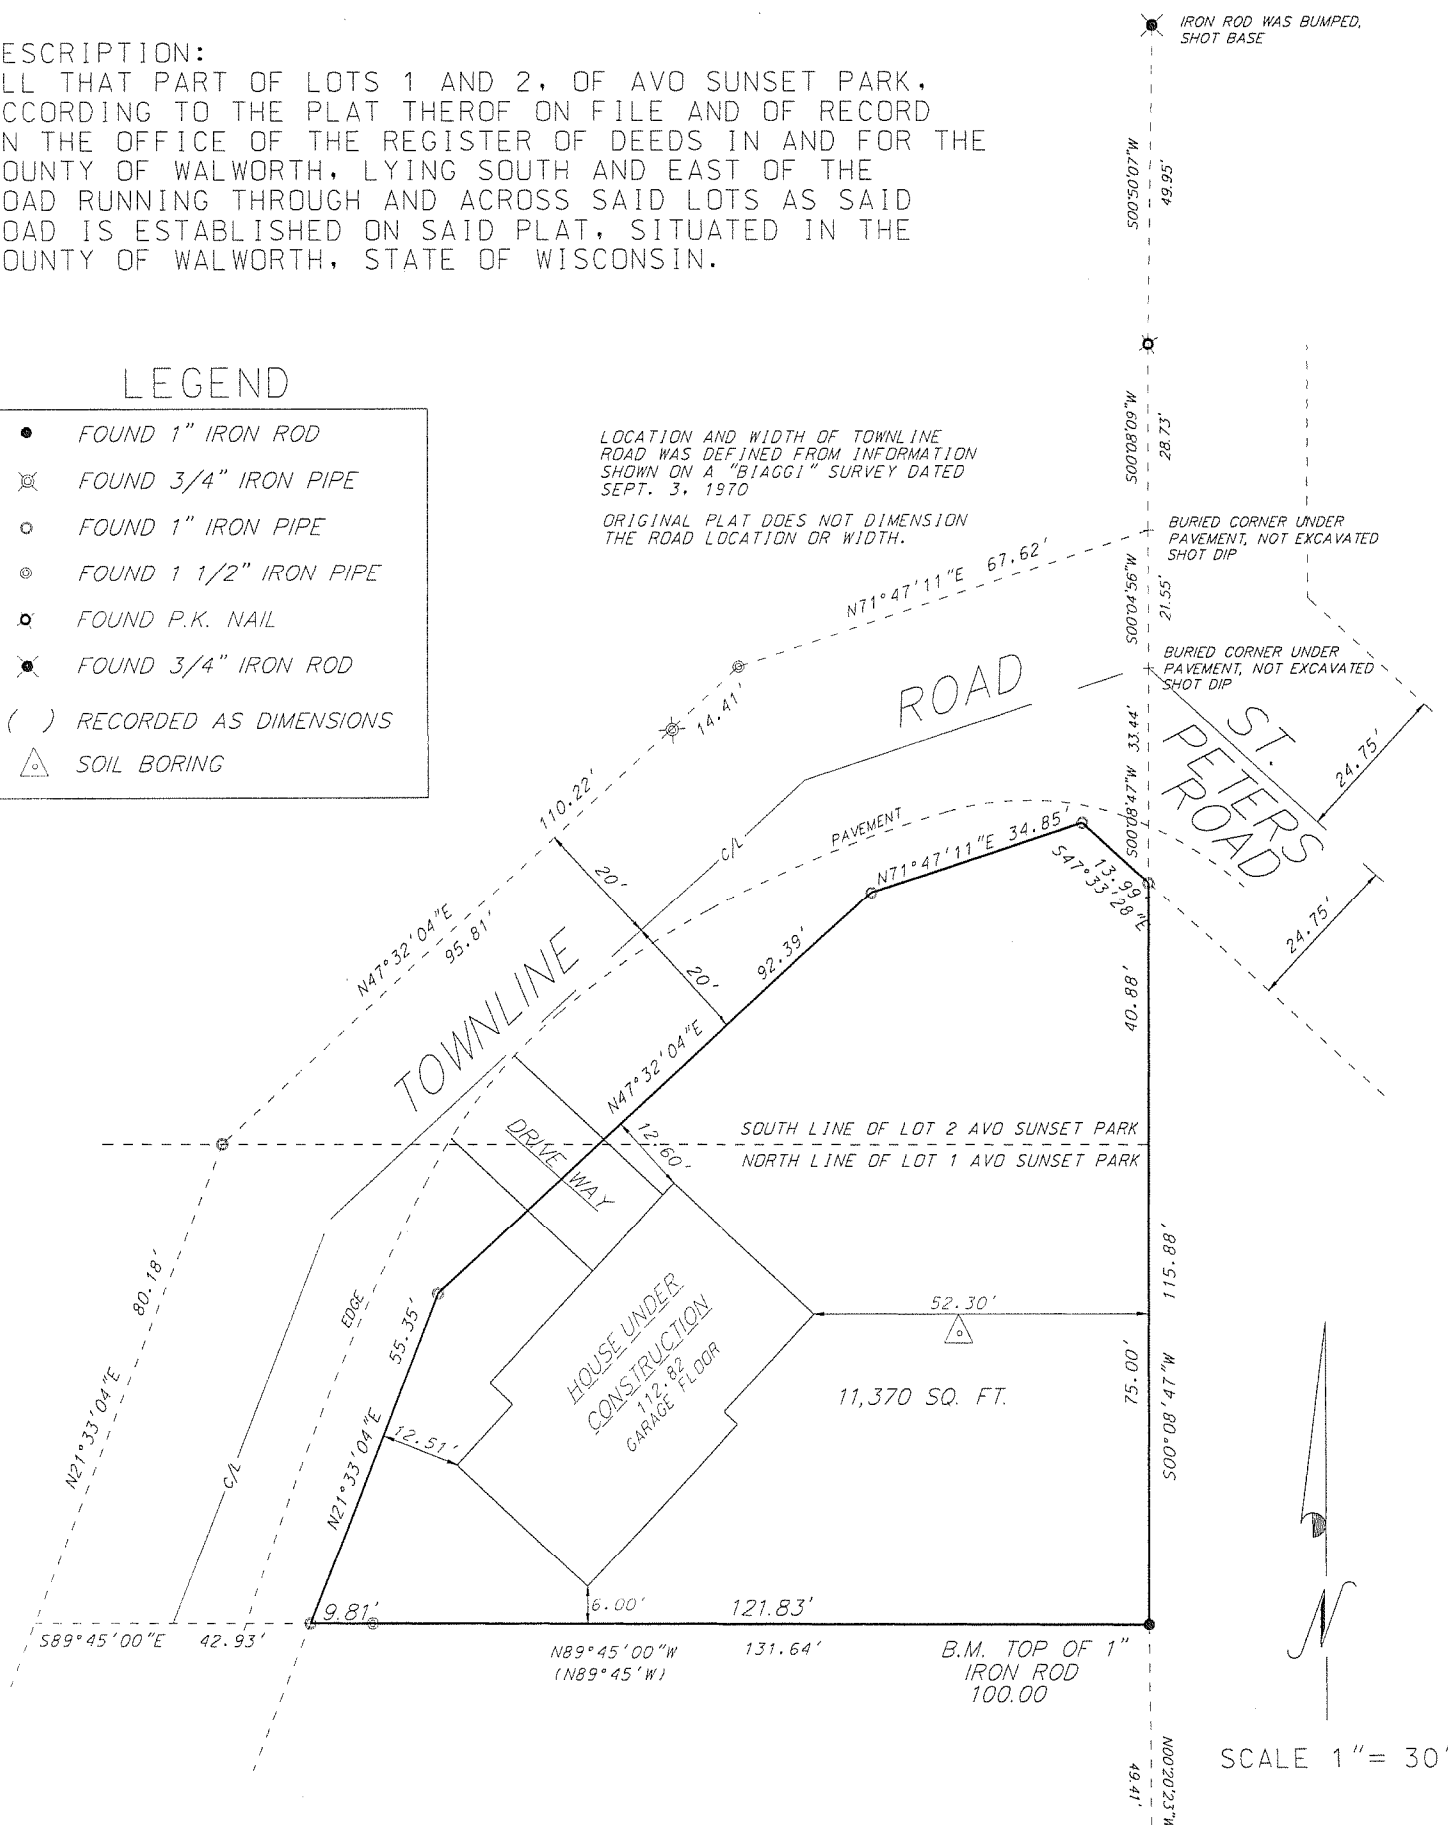 ESCRIPTION:
LL THAT PART OF LOTS 1 AND 2, OF AVO SUNSET PARK,
CCORDING TO THE PLAT THEROF ON FILE AND OF RECORD
N THE OFFICE OF THE REGISTER OF DEEDS IN AND FOR THE
OUNTY OF WALWORTH, LYING SOUTH AND EAST OF THE
OAD RUNNING THROUGH AND ACROSS SAID LOTS AS SAID
OAD IS ESTABLISHED ON SAID PLAT, SITUATED IN THE
OUNTY OF WALWORTH, STATE OF WISCONSIN.
IRON ROD WAS BUMPED,
SHOT BASE
S00°50'07"W
49.95'
LEGEND
FOUND 1" IRON ROD
FOUND 3/4" IRON PIPE
FOUND 1" IRON PIPE
FOUND 1 1/2" IRON PIPE
FOUND P.K. NAIL
FOUND 3/4" IRON ROD
( ) RECORDED AS DIMENSIONS
SOIL BORING
LOCATION AND WIDTH OF TOWNLINE
ROAD WAS DEFINED FROM INFORMATION
SHOWN ON A "BIAGGI" SURVEY DATED
SEPT. 3, 1970
ORIGINAL PLAT DOES NOT DIMENSION
THE ROAD LOCATION OR WIDTH.
S00°08'09"W
28.73'
BURIED CORNER UNDER
PAVEMENT, NOT EXCAVATED
SHOT DIP
N71°47'11"E 67.62'
S00°04'56"W
21.55'
BURIED CORNER UNDER
PAVEMENT, NOT EXCAVATED
SHOT DIP
14.41'
ROAD
ST.
PETERS
ROAD
24.75'
S00°08'47"W 33.44'
110.22'
C/L
PAVEMENT
N71°47'11"E 34.85'
13.99'
S47°33'28"E
24.75'
20'
20'
N47°32'04"E
95.81'
92.39'
TOWNLINE
40.88'
N47°32'04"E
DRIVE WAY
12.60'
SOUTH LINE OF LOT 2 AVO SUNSET PARK
NORTH LINE OF LOT 1 AVO SUNSET PARK
80.18'
N21°33'04"E
EDGE
55.35'
N21°33'04"E
C/L
HOUSE UNDER
CONSTRUCTION
112.82
GARAGE FLOOR
12.51'
52.30'
11,370 SQ. FT.
75.00'
115.88'
S00°08'47"W
6.00'
9.81'
121.83'
S89°45'00"E 42.93'
N89°45'00"W
(N89°45'W)
131.64'
B.M. TOP OF 1"
IRON ROD
100.00
N
49.41'
N00°20'23"W
SCALE 1"= 30'